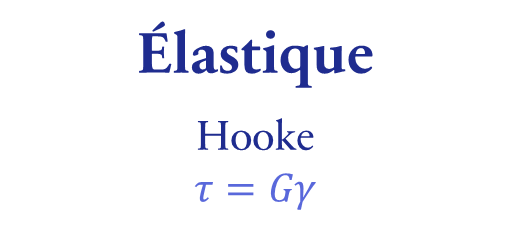 Élastique
Hooke
τ = Gγ